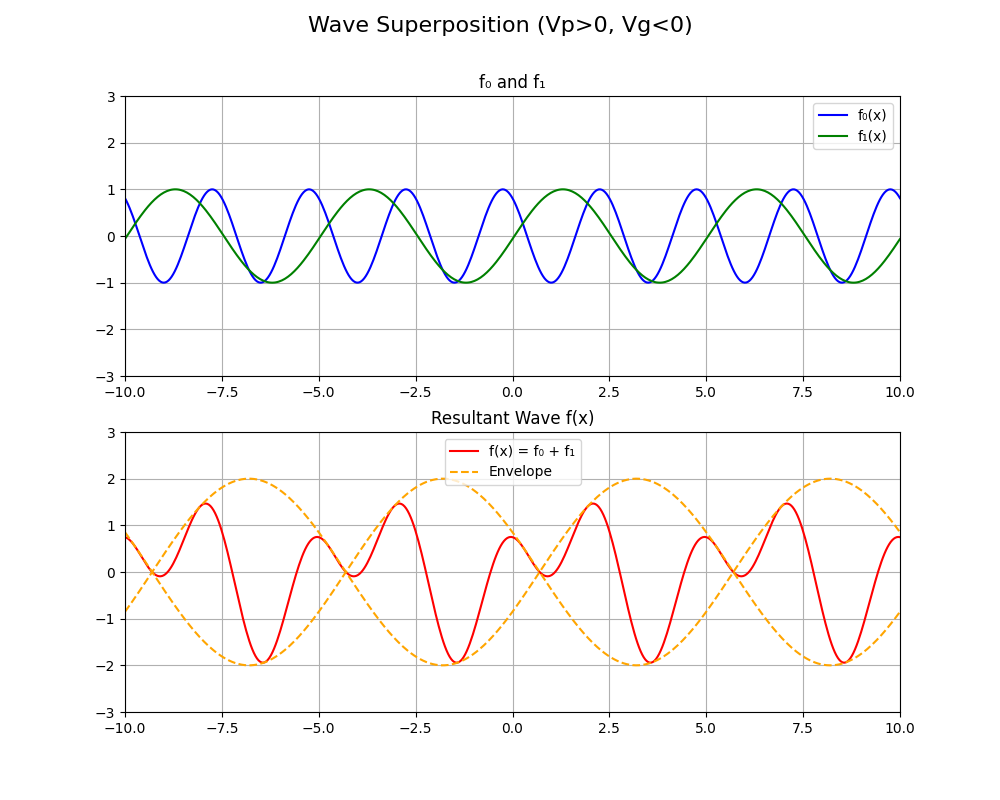 Wave Superposition (Vp>0, Vg<0)
f₀ and f₁
3
2
1
0
−1
−2
−3
f₀(x)
f₁(x)
−10.0 −7.5 −5.0 −2.5 0.0 2.5 5.0 7.5 10.0
Resultant Wave f(x)
3
2
1
0
−1
−2
−3
f(x) = f₀ + f₁
Envelope
−10.0 −7.5 −5.0 −2.5 0.0 2.5 5.0 7.5 10.0